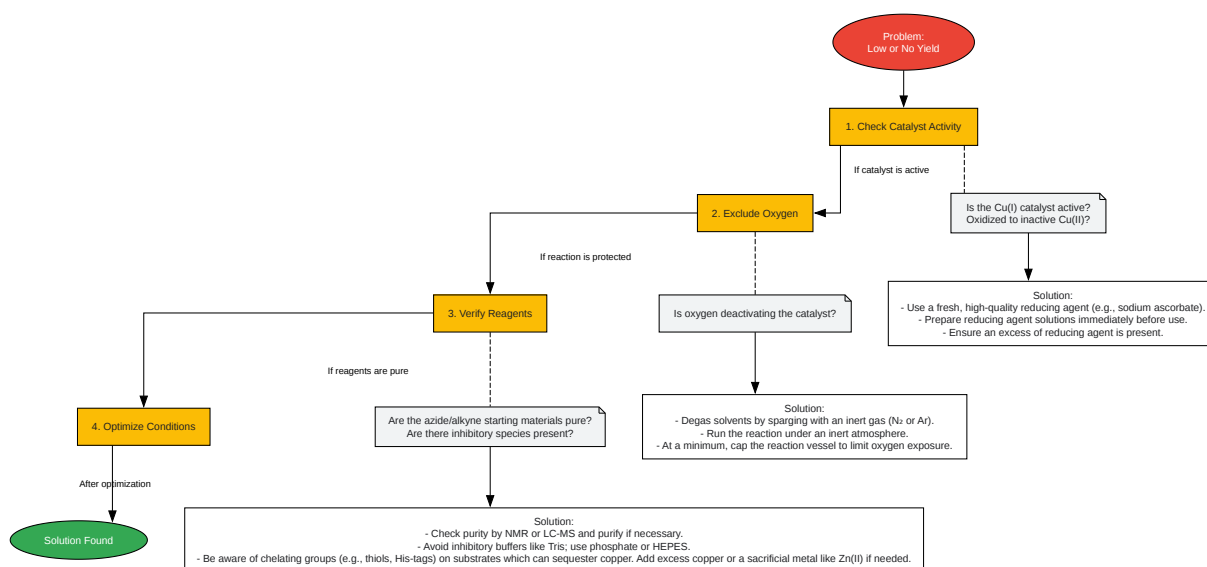 Problem:
Low or No Yield
1. Check Catalyst Activity
If catalyst is active
2. Exclude Oxygen
Is the Cu(I) catalyst active?
Oxidized to inactive Cu(II)?
If reaction is protected
Solution:
- Use a fresh, high-quality reducing agent (e.g., sodium ascorbate).
- Prepare reducing agent solutions immediately before use.
- Ensure an excess of reducing agent is present.
3. Verify Reagents
Is oxygen deactivating the catalyst?
If reagents are pure
Solution:
- Degas solvents by sparging with an inert gas (N₂ or Ar).
- Run the reaction under an inert atmosphere.
- At a minimum, cap the reaction vessel to limit oxygen exposure.
4. Optimize Conditions
Are the azide/alkyne starting materials pure?
Are there inhibitory species present?
After optimization
Solution Found
Solution:
- Check purity by NMR or LC-MS and purify if necessary.
- Avoid inhibitory buffers like Tris; use phosphate or HEPES.
- Be aware of chelating groups (e.g., thiols, His-tags) on substrates which can sequester copper. Add excess copper or a sacrificial metal like Zn(II) if needed.